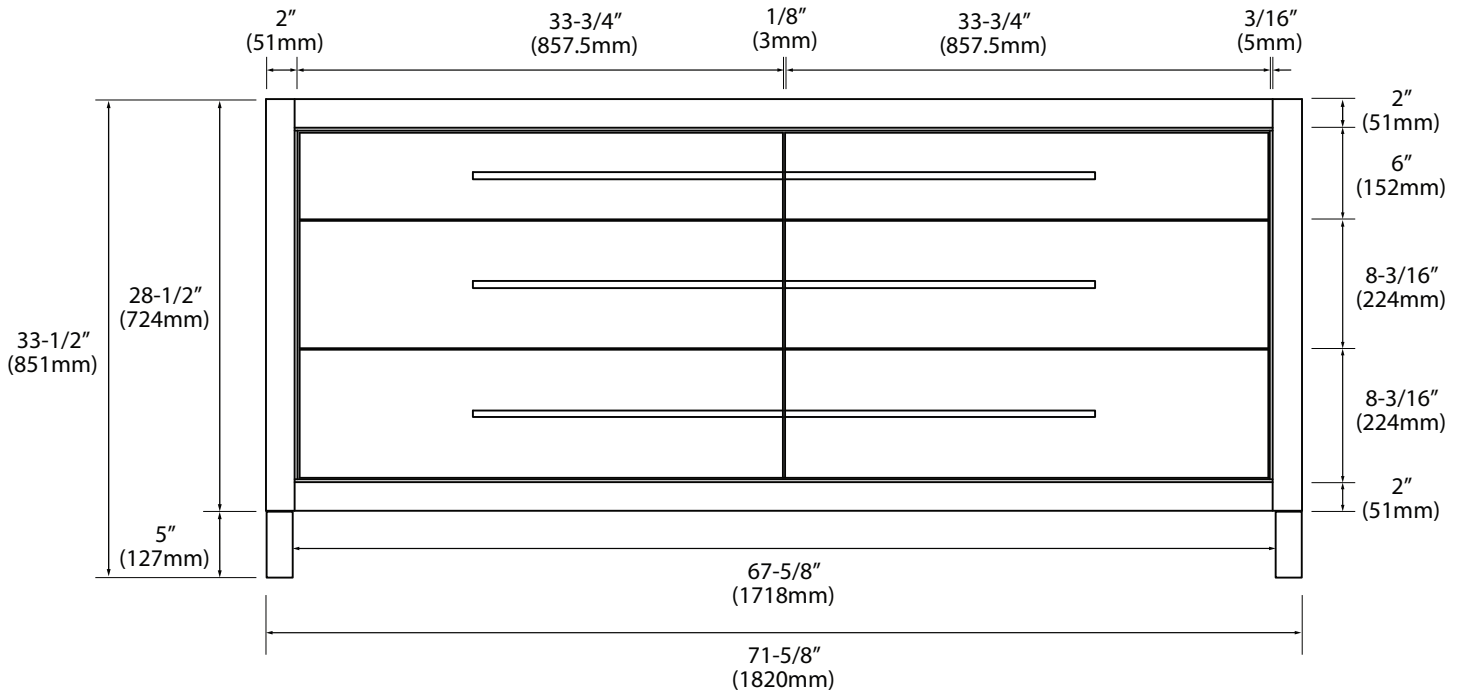 2”
(51mm)
33-3/4”
(857.5mm)
1/8”
(3mm)
33-3/4”
(857.5mm)
3/16”
(5mm)
2”
(51mm)
6”
(152mm)
8-3/16”
(224mm)
8-3/16”
(224mm)
2”
(51mm)
28-1/2”
(724mm)
33-1/2”
(851mm)
5”
(127mm)
67-5/8”
(1718mm)
71-5/8”
(1820mm)